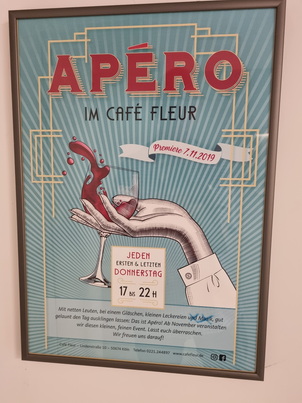 APÉRO
IM CAFÉ FLEUR
Premiere 7.11.2019
JEDEN
ERSTEN & LETZTEN
DONNERSTAG
17 BIS 22 H
Mit netten Leuten, bei einem Gläschen, kleinen Leckereien gut
gelaunt den Tag ausklingen lassen: Das ist Apéro! Ab November veranstalten
wir diesen kleinen, feinen Event. Lasst euch überraschen.
Wir freuen uns darauf!
Café Fleur